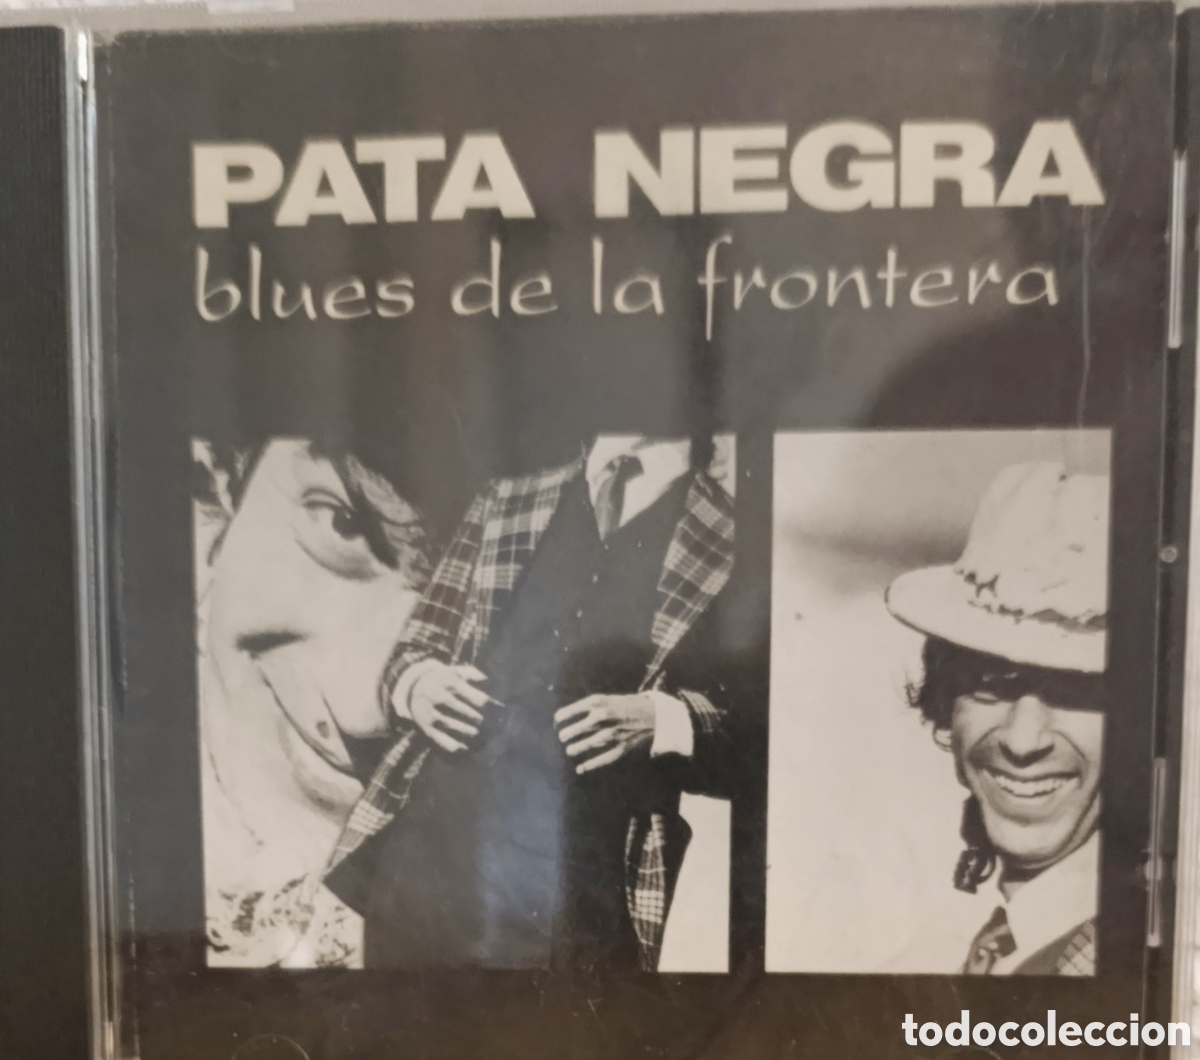 PATA NEGRA
blues de la frontera
todocoleccion